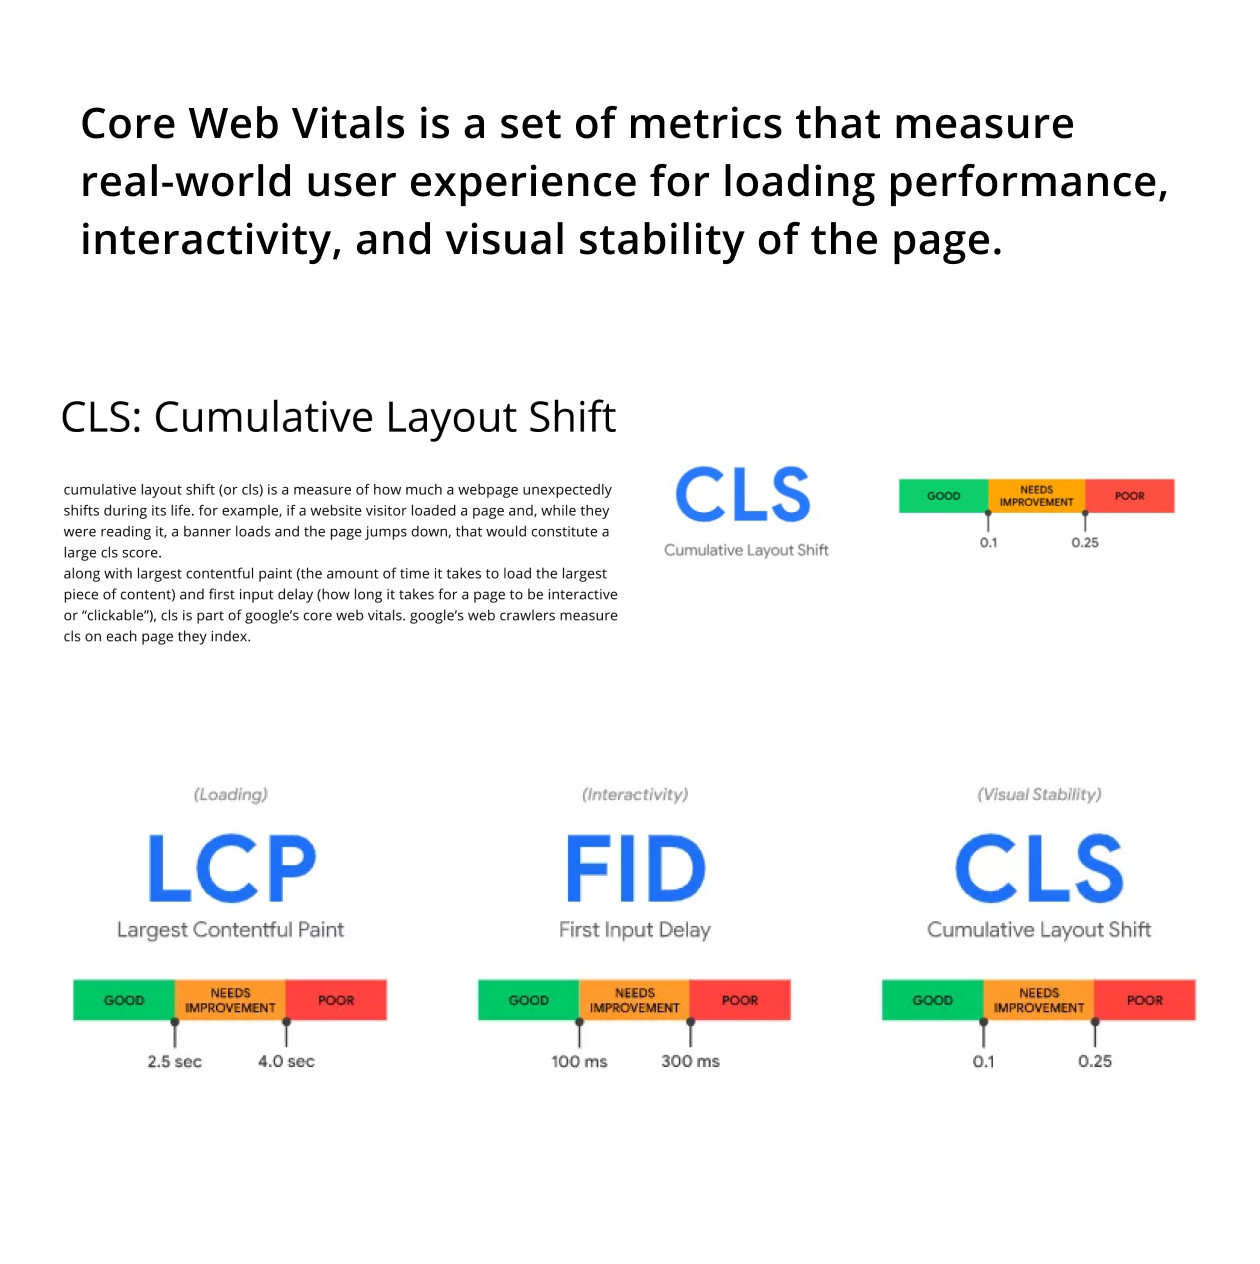 Core Web Vitals is a set of metrics that measure
real-world user experience for loading performance,
interactivity, and visual stability of the page.
CLS: Cumulative Layout Shift
cumulative layout shift (or cls) is a measure of how much a webpage unexpectedly
shifts during its life. for example, if a website visitor loaded a page and, while they
were reading it, a banner loads and the page jumps down, that would constitute a
large cls score.
along with largest contentful paint (the amount of time it takes to load the largest
piece of content) and first input delay (how long it takes for a page to be interactive
or “clickable”), cls is part of google’s core web vitals. google’s web crawlers measure
cls on each page they index.
CLS
Cumulative Layout Shift
GOOD
NEEDS
IMPROVEMENT
POOR
0.1
0.25
(Loading)
LCP
Largest Contentful Paint
GOOD
NEEDS
IMPROVEMENT
POOR
2.5 sec
4.0 sec
(Interactivity)
FID
First Input Delay
GOOD
NEEDS
IMPROVEMENT
POOR
100 ms
300 ms
(Visual Stability)
CLS
Cumulative Layout Shift
GOOD
NEEDS
IMPROVEMENT
POOR
0.1
0.25